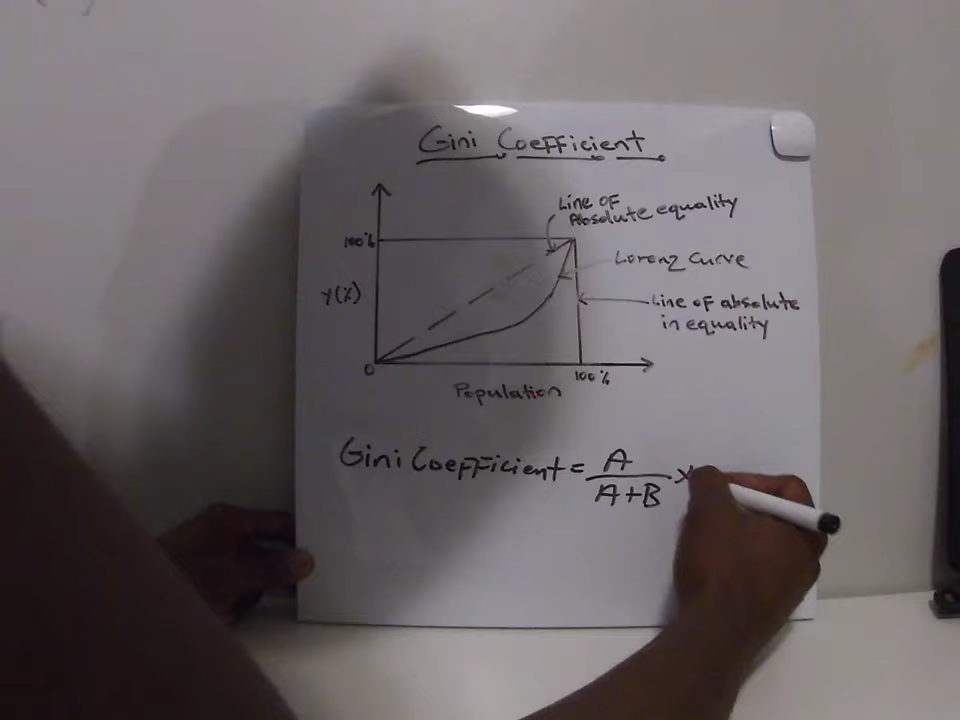 Gini Coefficient
Line of
Absolute equality
100%
Lorenz Curve
Y(%)
Line of absolute
in equality
0
100%
Population
Gini Coefficient = A
A+B
x